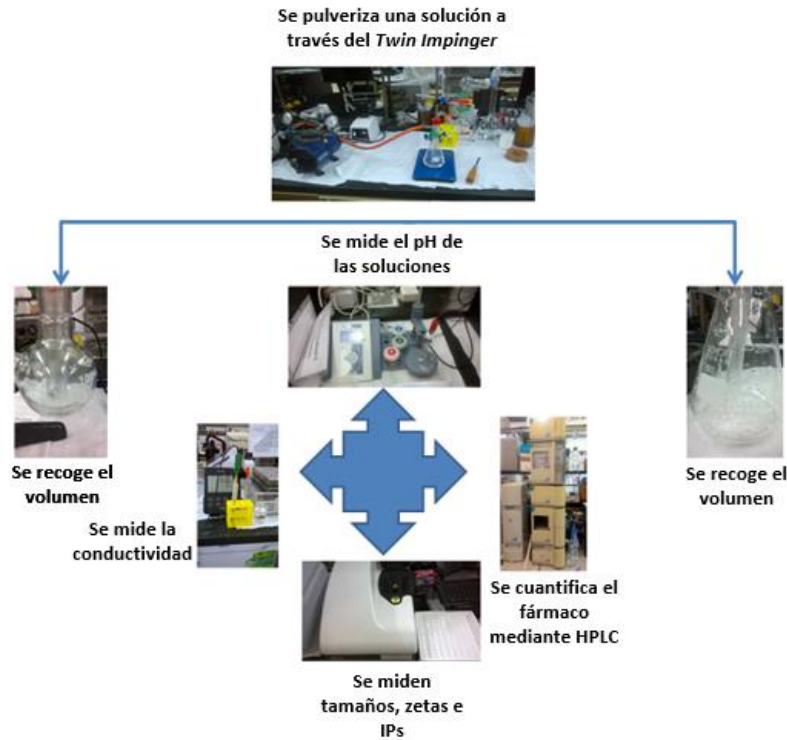 Se pulveriza una solución a
través del Twin Impinger
Se mide el pH de
las soluciones
Se recoge el
volumen
Se recoge el
volumen
Se mide la
conductividad
Se cuantifica el
fármaco
mediante HPLC
Se miden
tamaños, zetas e
IPs